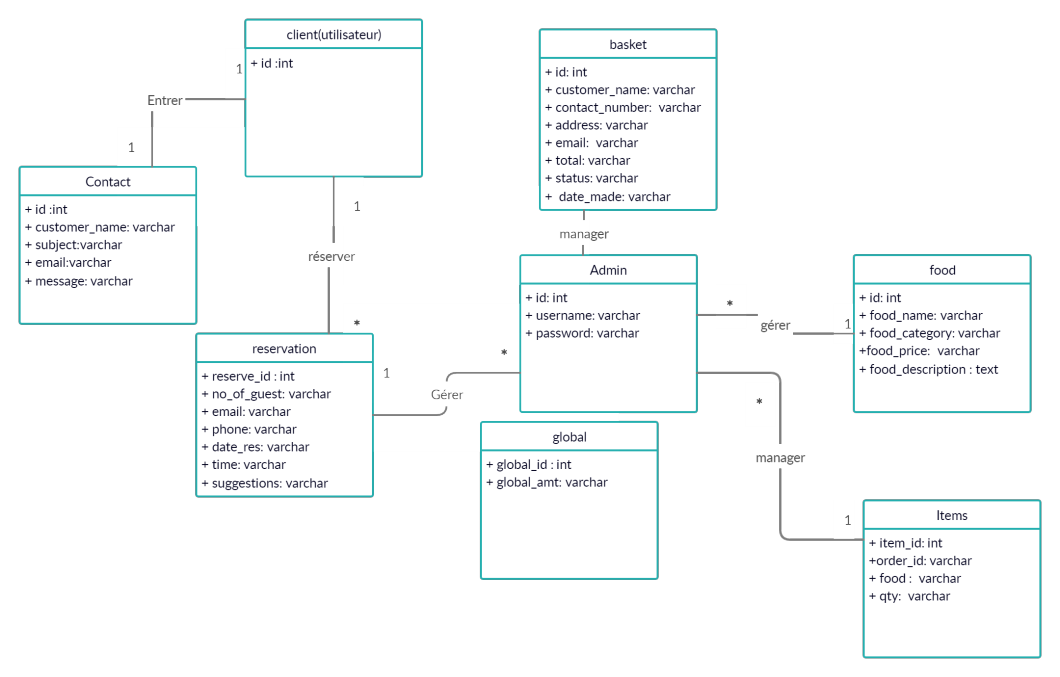 client(utilisateur)
+ id :int
1
Entrer
1
Contact
+ id :int
+ customer_name: varchar
+ subject:varchar
+ email:varchar
+ message: varchar
1
réserver
*
reservation
+ reserve_id : int
+ no_of_guest: varchar
+ email: varchar
+ phone: varchar
+ date_res: varchar
+ time: varchar
+ suggestions: varchar
1
Gérer
*
basket
+ id: int
+ customer_name: varchar
+ contact_number: varchar
+ address: varchar
+ email: varchar
+ total: varchar
+ status: varchar
+ date_made: varchar
manager
Admin
+ id: int
+ username: varchar
+ password: varchar
*
gérer
1
food
+ id: int
+ food_name: varchar
+ food_category: varchar
+food_price: varchar
+ food_description : text
global
+ global_id : int
+ global_amt: varchar
*
manager
1
Items
+ item_id: int
+order_id: varchar
+ food : varchar
+ qty: varchar